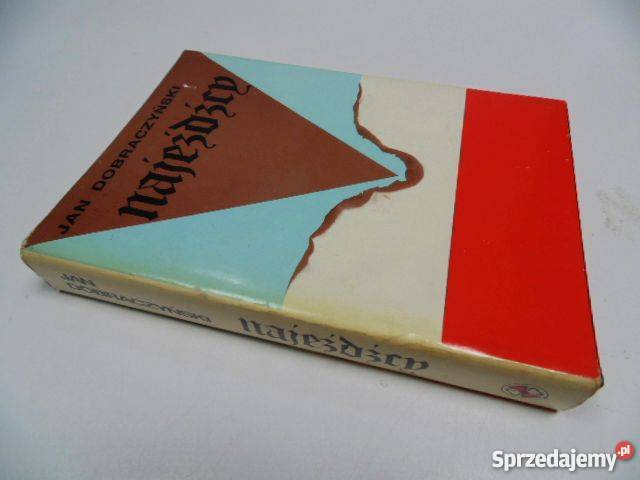 JAN DOBRACZYŃSKI
najeźdźcy
JAN
DOBRACZYŃSKI
najeźdźcy
Sprzedajemy.pl